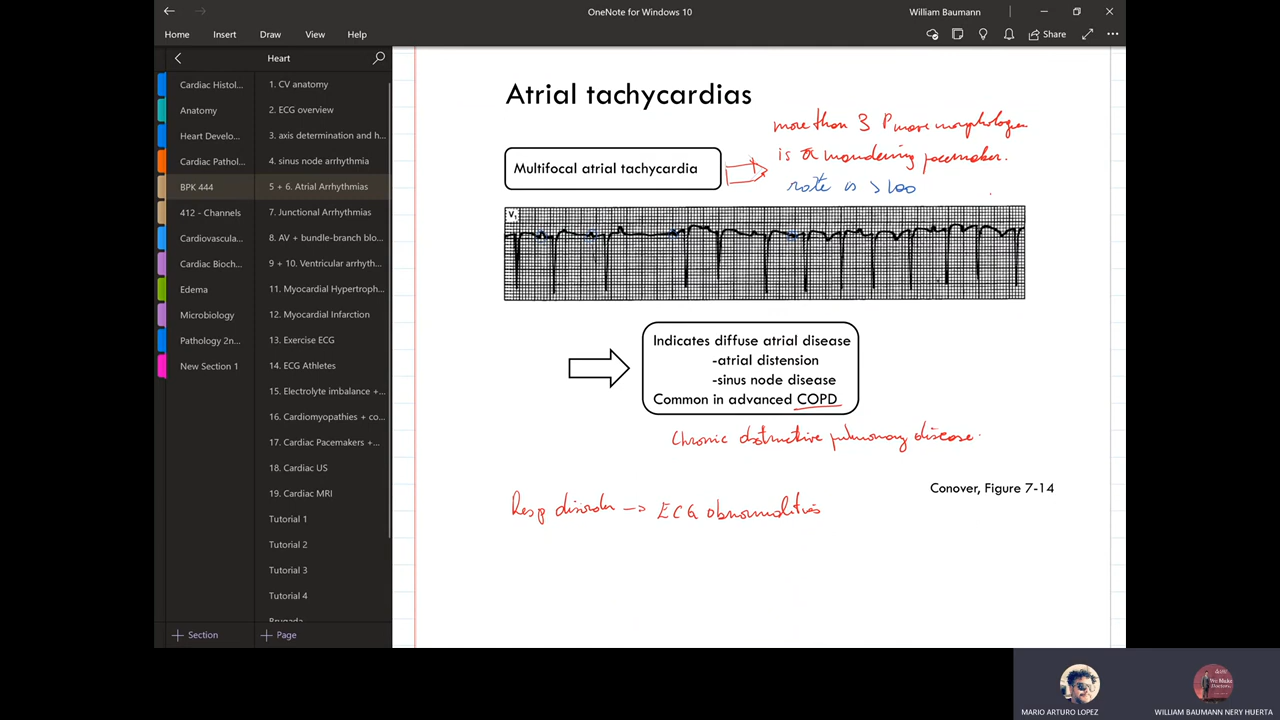 OneNote for Windows 10
William Baumann
Home Insert Draw View Help
Share
Heart
Cardiac Histol...
Anatomy
Heart Develo...
Cardiac Pathol...
BPK 444
412 - Channels
Cardiovascula...
Cardiac Bioch...
Edema
Microbiology
Pathology 2n...
New Section 1
Section
1. CV anatomy
2. ECG overview
3. axis determination and h...
4. sinus node arrhythmia
5 + 6. Atrial Arrhythmias
7. Junctional Arrhythmias
8. AV + bundle-branch blo...
9 + 10. Ventricular arryth...
11. Myocardial Hypertroph...
12. Myocardial Infarction
13. Exercise ECG
14. ECG Athletes
15. Electrolyte imbalance +...
16. Cardiomyopathies + co...
17. Cardiac Pacemakers +...
18. Cardiac US
19. Cardiac MRI
Tutorial 1
Tutorial 2
Tutorial 3
Tutorial 4
Page
Atrial tachycardias
more than 3 P wave morphologies
is a wandering pacemaker.
rate is >100
Multifocal atrial tachycardia
V1
Indicates diffuse atrial disease
-atrial distension
-sinus node disease
Common in advanced COPD
Chronic obstructive pulmonary disease.
Conover, Figure 7-14
Resp disorder -> ECG abnormalities
MARIO ARTURO LOPEZ
WILLIAM BAUMANN NERY HUERTA